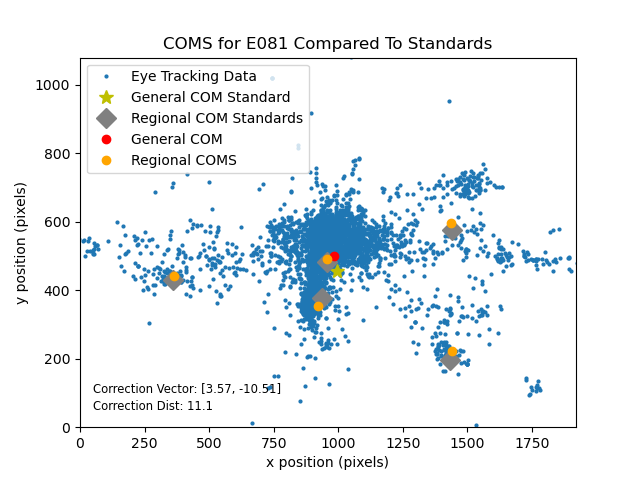 COMS for E081 Compared To Standards
Eye Tracking Data
General COM Standard
Regional COM Standards
General COM
Regional COMS
y position (pixels)
1000
800
600
400
200
0
Correction Vector: [3.57, -10.51]
Correction Dist: 11.1
0 250 500 750 1000 1250 1500 1750
x position (pixels)